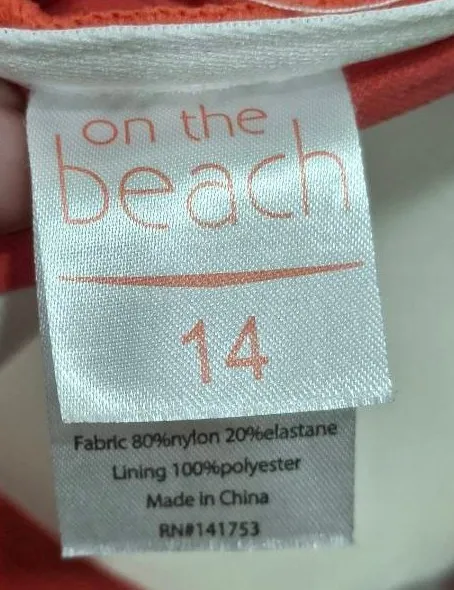 on the
beach
14
Fabric 80%nylon 20%elastane
Lining 100%polyester
Made in China
RN#141753